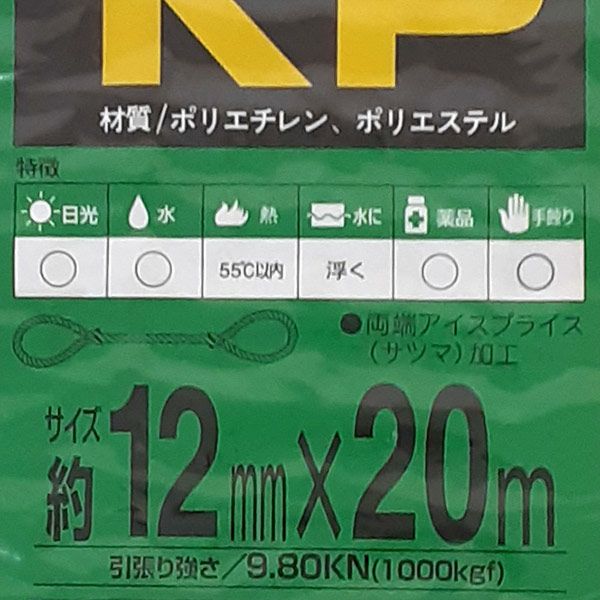 KP
材質/ポリエチレン、ポリエステル
特徴
日光 水 熱 水に 薬品 手触り
○ ○ 55℃以内 浮く ○ ○
●両端アイスプライス
(サツマ)加工
サイズ
約12mm×20m
引張り強さ/9.80KN(1000kgf)